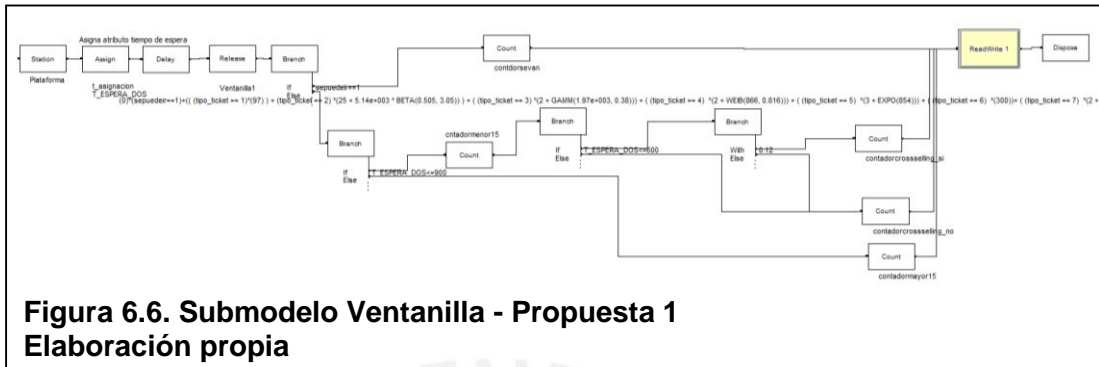 Asigna atributo tiempo de espera
Station
Assign
Delay
Release
Branch
Count
ReadWrite 1
Dispose
Plataforma
t_asignacion
T_ESPERA_DOS
Ventanilla1
If
Else
sepuedeir==1
contdorsevan
(0)*(sepuedeir==1)+(( (tipo_ticket == 1)*(97) ) + (tipo_ticket == 2) *(25 + 5.14e+003 * BETA(0.505, 3.05)) ) + ( (tipo_ticket == 3) *(2 + GAMM(1.97e+003, 0.38))) + ( (tipo_ticket == 4) *(2 + WEIB(866, 0.816))) + ( (tipo_ticket == 5) *(3 + EXPO(854))) + ( (tipo_ticket == 6) *(300))+ ( (tipo_ticket == 7) *(2 +
Branch
If
Else
T_ESPERA_DOS<=900
cntadormenor15
Count
Branch
If
Else
Branch
With
Else
0.12
Count
contadorcrossselling_si
Count
contadorcrossselling_no
Count
contadormayor15
Figura 6.6. Submodelo Ventanilla - Propuesta 1
Elaboración propia